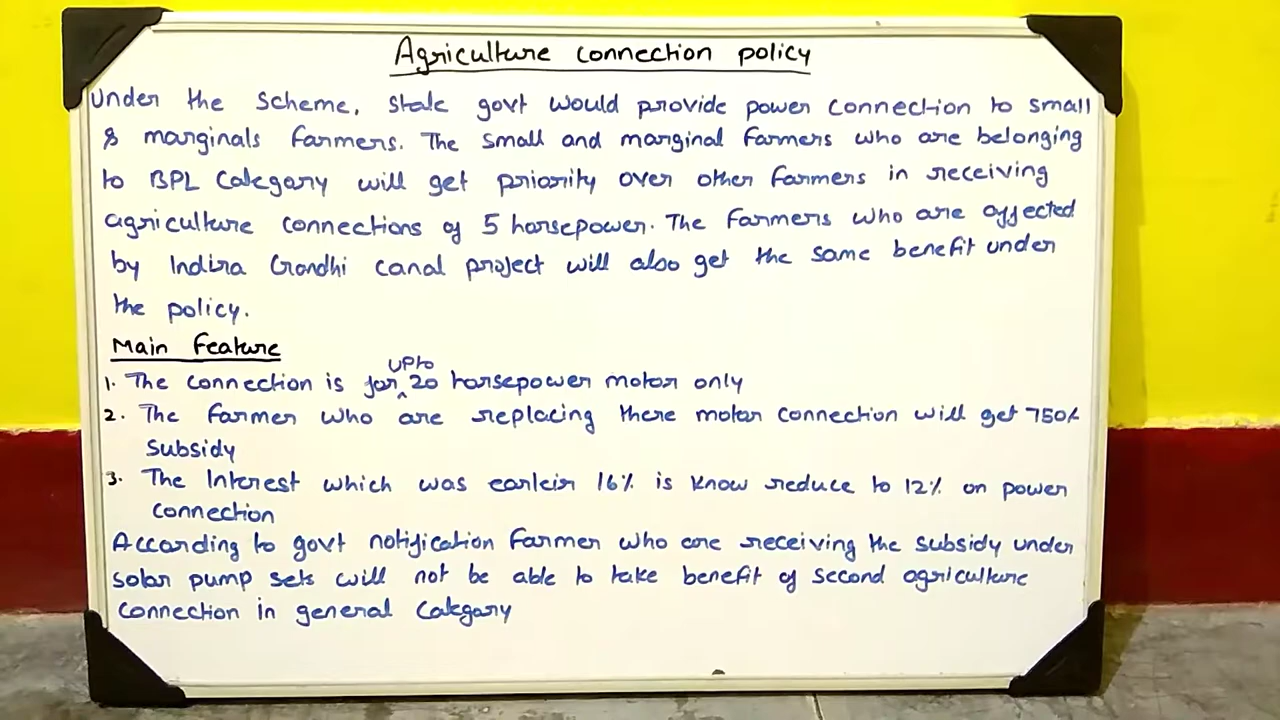 Agriculture connection policy
Under the scheme, state govt would provide power connection to small
& marginals farmers. The small and marginal farmers who are belonging
to BPL Categary will get priority over other farmers in receiving
agriculture connections of 5 horsepower. The farmers who are affected
by Indira Gandhi canal project will also get the same benefit under
the policy.
Main feature
upto
1. The connection is for ^ 20 horsepower motor only
2. The farmer who are replacing there motor connection will get 750/-
subsidy
3. The Interest which was earleir 16% is know reduce to 12% on power
connection
According to govt notification farmer who are receiving the subsidy under
solar pump sets will not be able to take benefit of second agriculture
connection in general Categary